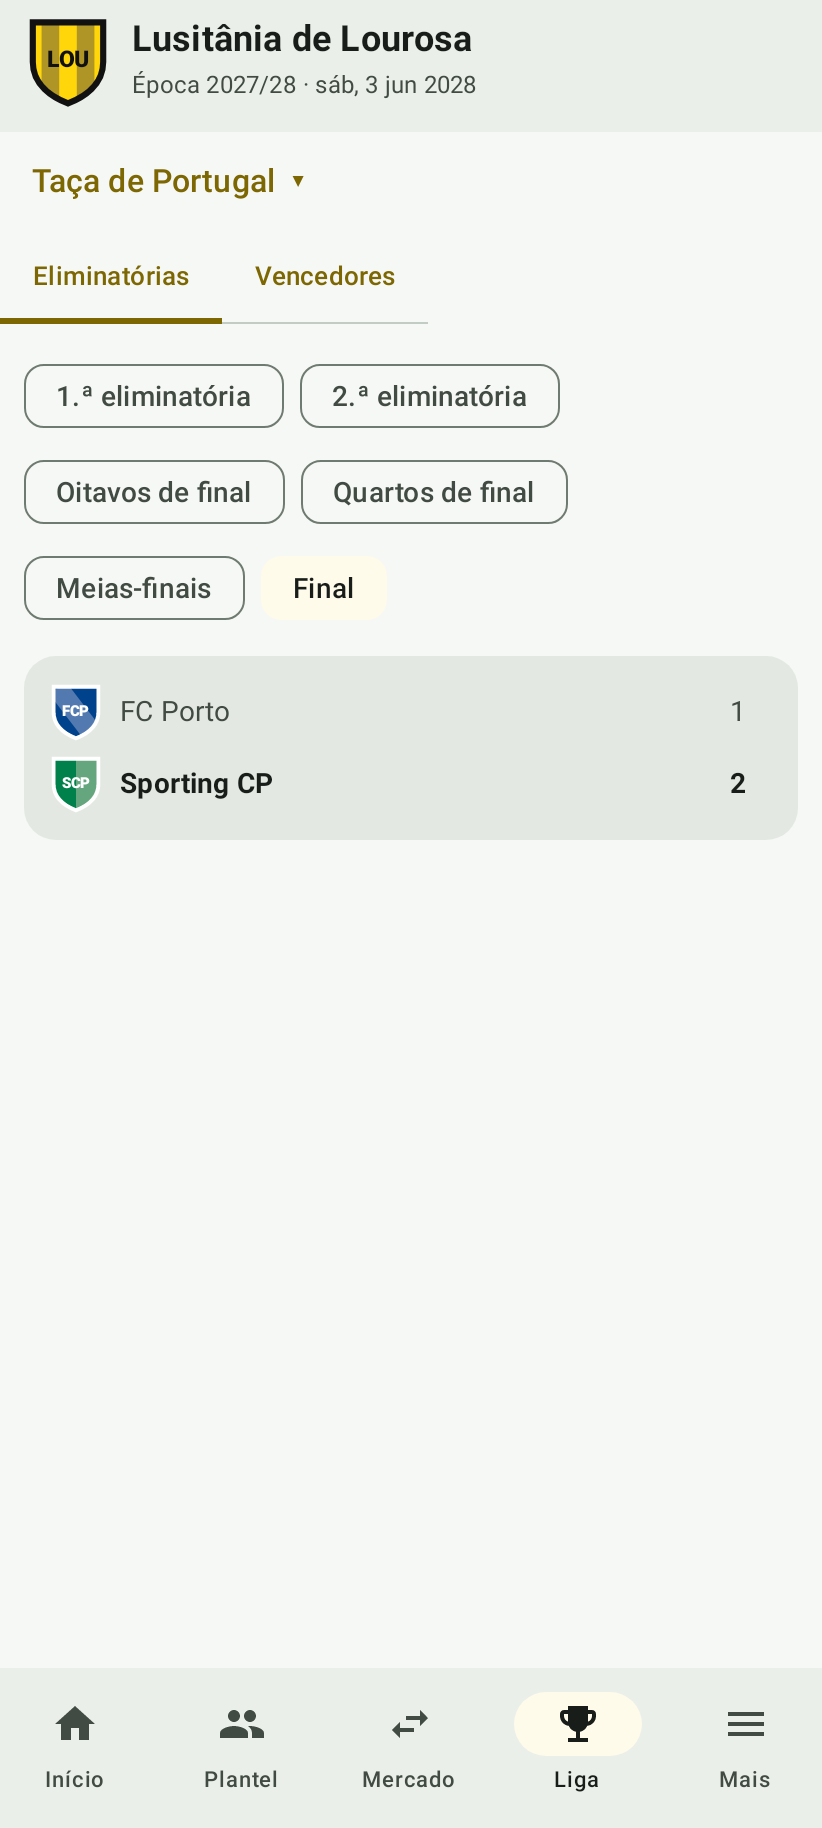 LOU
Lusitânia de Lourosa
Época 2027/28 · sáb, 3 jun 2028
Taça de Portugal ▼
Eliminatórias Vencedores
1.ª eliminatória 2.ª eliminatória
Oitavos de final Quartos de final
Meias-finais Final
FCP FC Porto 1
SCP Sporting CP 2
Início Plantel Mercado Liga Mais